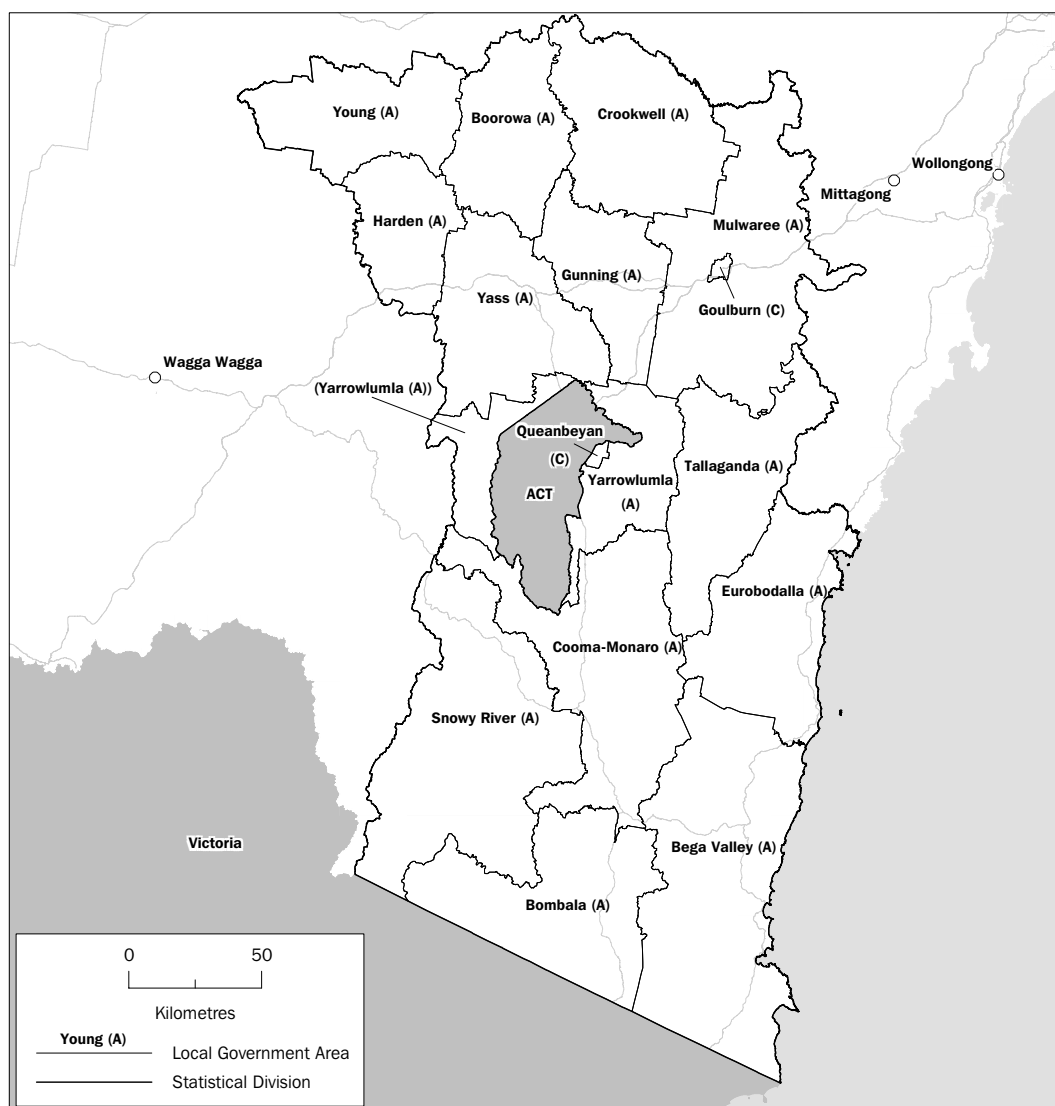 Young (A)
Boorowa (A)
Crookwell (A)
Wollongong
Mittagong
Harden (A)
Mulwaree (A)
Gunning (A)
Yass (A)
Goulburn (C)
Wagga Wagga
(Yarrowlumla (A))
Queanbeyan
(C)
Tallaganda (A)
Yarrowlumla
(A)
ACT
Eurobodalla (A)
Cooma-Monaro (A)
Snowy River (A)
Victoria
Bega Valley (A)
Bombala (A)
0 50
Kilometres
Young (A)
Local Government Area
Statistical Division